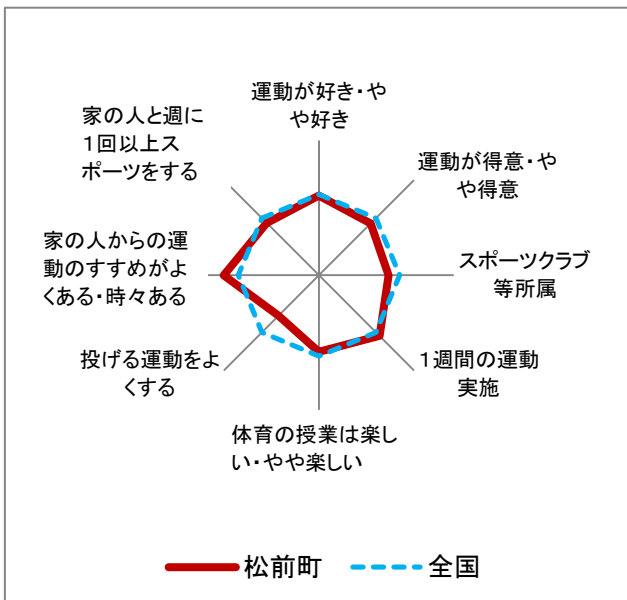 運動が好き・や
や好き
運動が得意・や
や得意
スポーツクラブ
等所属
1週間の運動
実施
体育の授業は楽し
い・やや楽しい
投げる運動をよ
くする
家の人からの運
動のすすめがよ
くある・時々ある
家の人と週に
1回以上ス
ポーツをする
松前町
全国